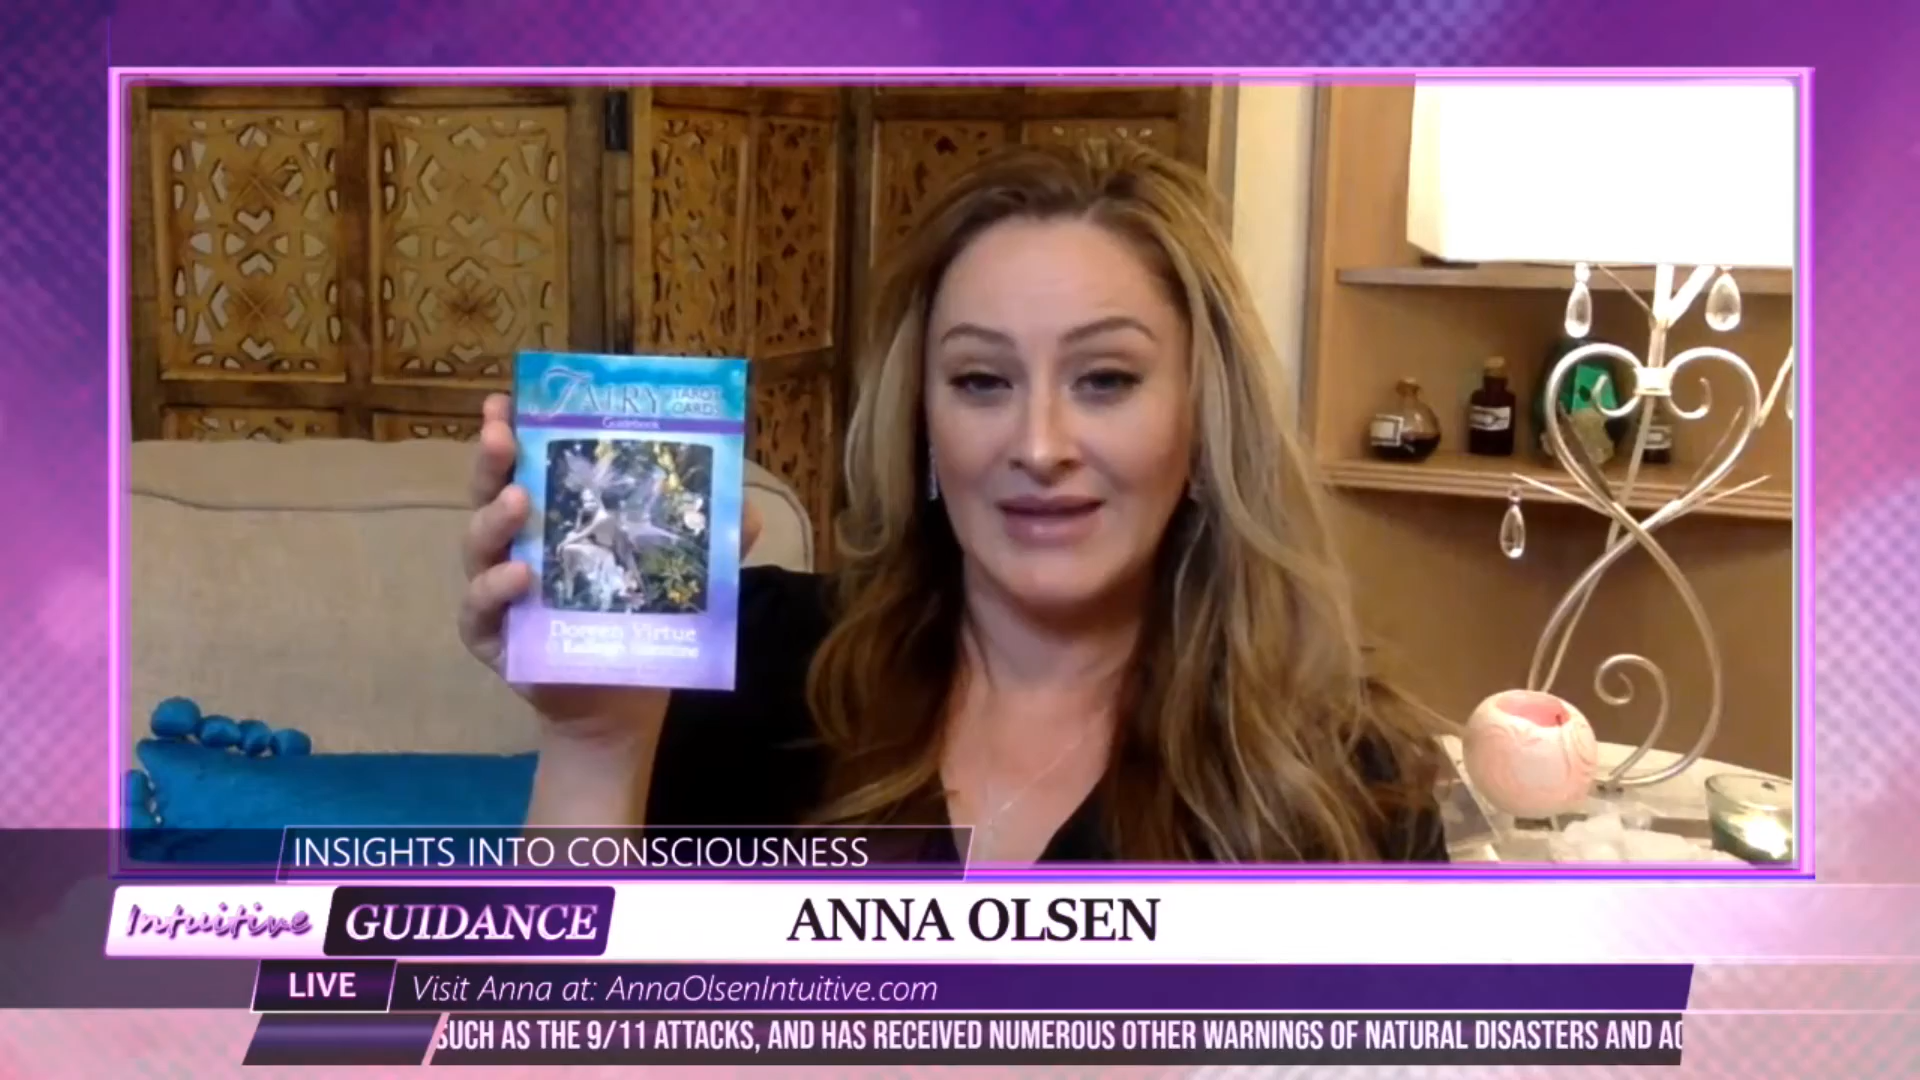 FAIRY TAROT
CARDS
Guidebook
Doreen Virtue
INSIGHTS INTO CONSCIOUSNESS
Intuitive GUIDANCE
ANNA OLSEN
LIVE
Visit Anna at: AnnaOlsenIntuitive.com
SUCH AS THE 9/11 ATTACKS, AND HAS RECEIVED NUMEROUS OTHER WARNINGS OF NATURAL DISASTERS AND